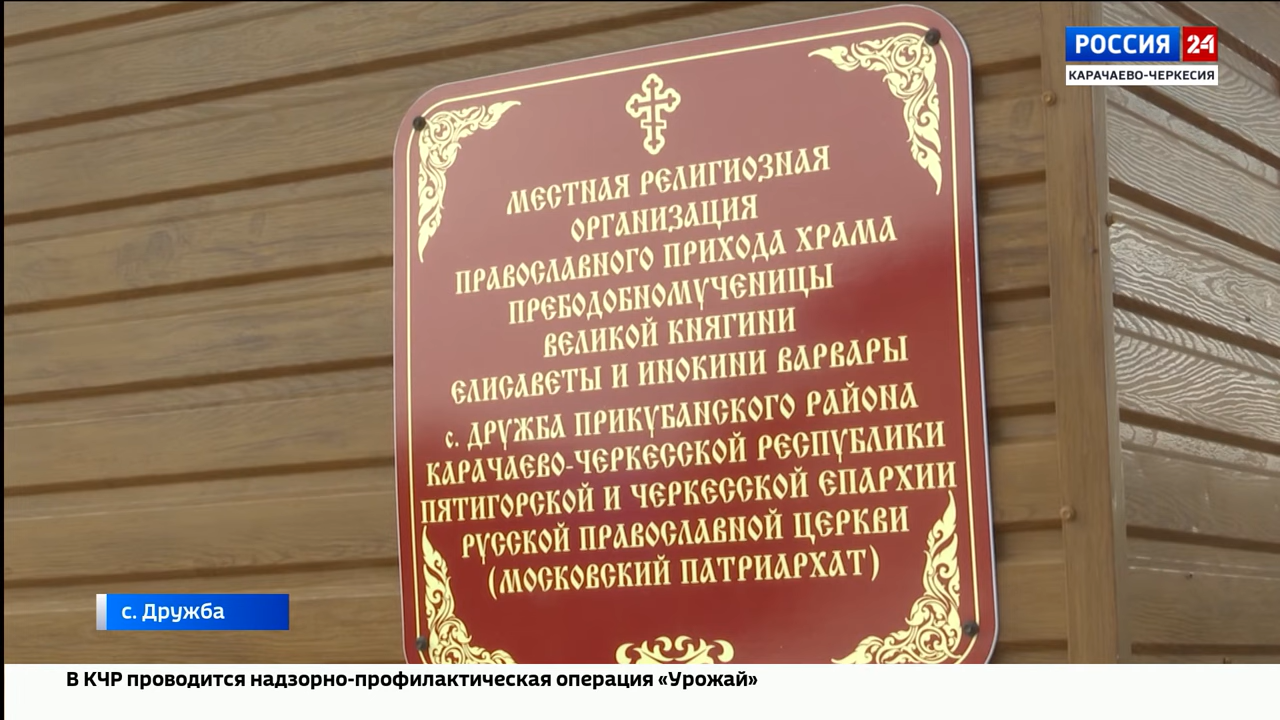 РОССИЯ 24
КАРАЧАЕВО-ЧЕРКЕСИЯ
МЕСТНАЯ РЕЛИГИОЗНАЯ
ОРГАНИЗАЦИЯ
ПРАВОСЛАВНОГО ПРИХОДА ХРАМА
ПРЕБОДОБНОМУЧЕНИЦЫ
ВЕЛИКОЙ КНЯГИНИ
ЕЛИСАВЕТЫ И ИНОКИНИ ВАРВАРЫ
с. ДРУЖБА ПРИКУБАНСКОГО РАЙОНА
КАРАЧАЕВО-ЧЕРКЕССКОЙ РЕСПУБЛИКИ
ПЯТИГОРСКОЙ И ЧЕРКЕССКОЙ ЕПАРХИИ
РУССКОЙ ПРАВОСЛАВНОЙ ЦЕРКВИ
(МОСКОВСКИЙ ПАТРИАРХАТ)
с. Дружба
В КЧР проводится надзорно-профилактическая операция «Урожай»